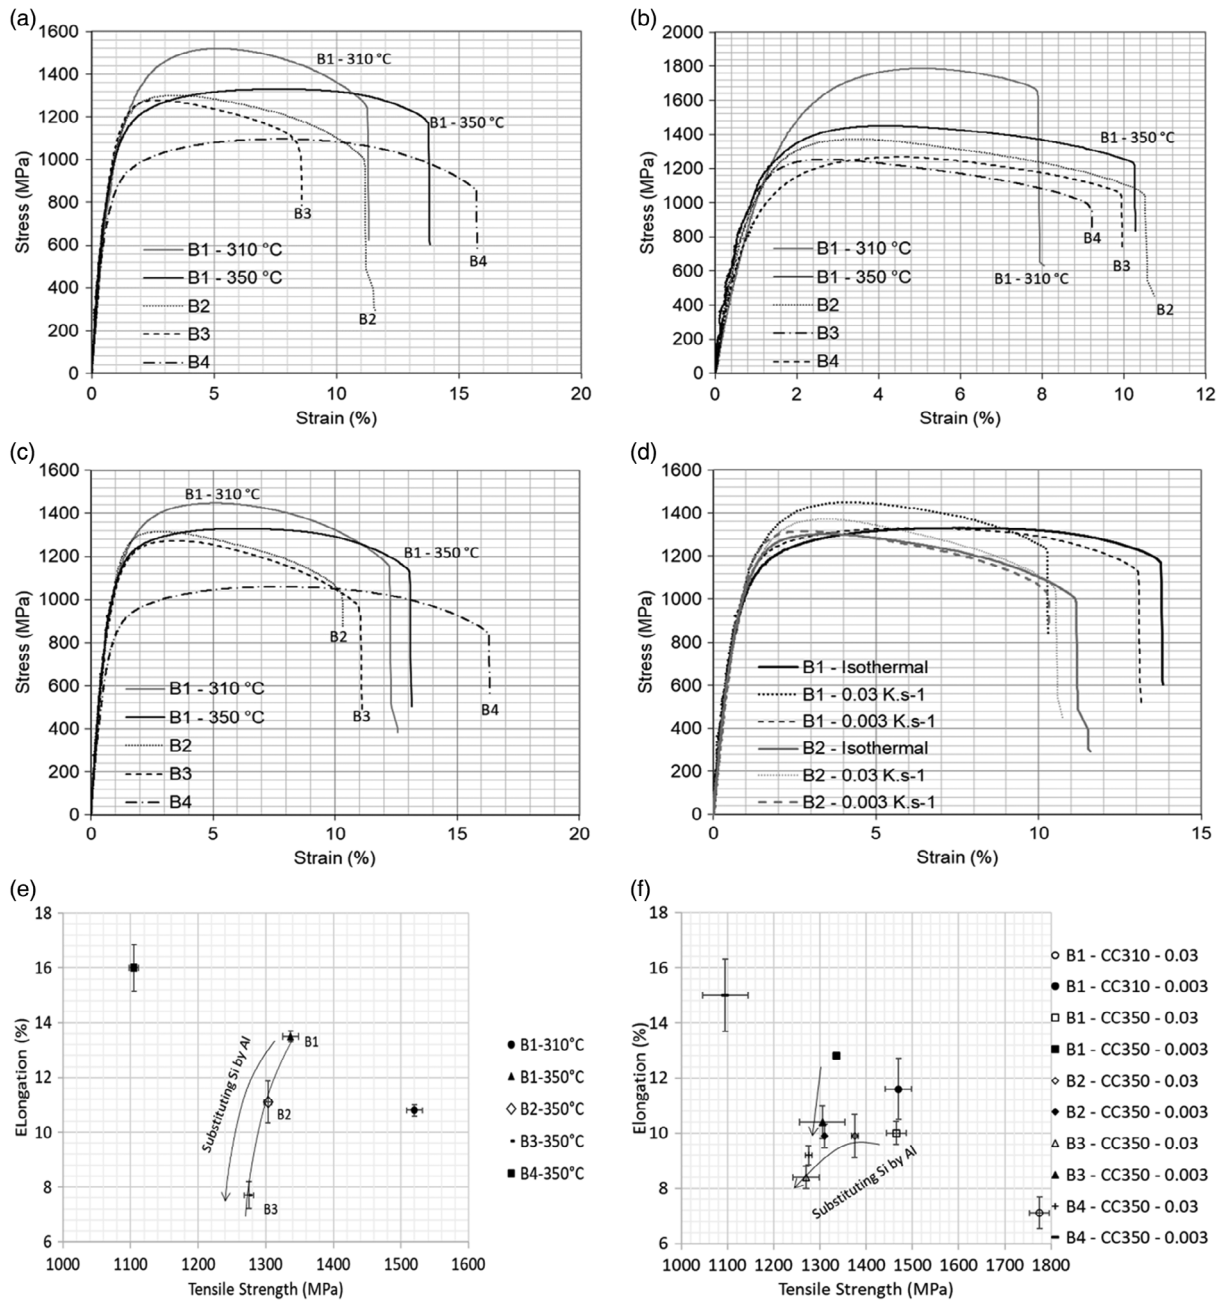 (a)
1600
1400
1200
1000
800
600
400
200
0
Stress (MPa)
B1 - 310 °C
B1 - 350 °C
B3
B4
B2
B1 - 310 °C
B1 - 350 °C
B2
B3
B4
0 5 10 15 20
Strain (%)
(b)
2000
1800
1600
1400
1200
1000
800
600
400
200
0
Stress (MPa)
B1 - 350 °C
B4
B3
B1 - 310 °C
B2
B1 - 310 °C
B1 - 350 °C
B2
B3
B4
0 2 4 6 8 10 12
Strain (%)
(c)
1600
1400
1200
1000
800
600
400
200
0
Stress (MPa)
B1 - 310 °C
B1 - 350 °C
B2
B3
B4
B1 - 310 °C
B1 - 350 °C
B2
B3
B4
0 5 10 15 20
Strain (%)
(d)
1600
1400
1200
1000
800
600
400
200
0
Stress (MPa)
B1 - Isothermal
B1 - 0.03 K.s-1
B1 - 0.003 K.s-1
B2 - Isothermal
B2 - 0.03 K.s-1
B2 - 0.003 K.s-1
0 5 10 15
Strain (%)
(e)
18
16
14
12
10
8
6
ELongation (%)
Substituting Si by Al
B1
B2
B3
B1-310°C
B1-350°C
B2-350°C
B3-350°C
B4-350°C
1000 1100 1200 1300 1400 1500 1600
Tensile Strength (MPa)
(f)
18
16
14
12
10
8
6
Elongation (%)
Substituting Si by Al
B1 - CC310 - 0.03
B1 - CC310 - 0.003
B1 - CC350 - 0.03
B1 - CC350 - 0.003
B2 - CC350 - 0.03
B2 - CC350 - 0.003
B3 - CC350 - 0.03
B3 - CC350 - 0.003
B4 - CC350 - 0.03
B4 - CC350 - 0.003
1000 1100 1200 1300 1400 1500 1600 1700 1800
Tensile Strength (MPa)